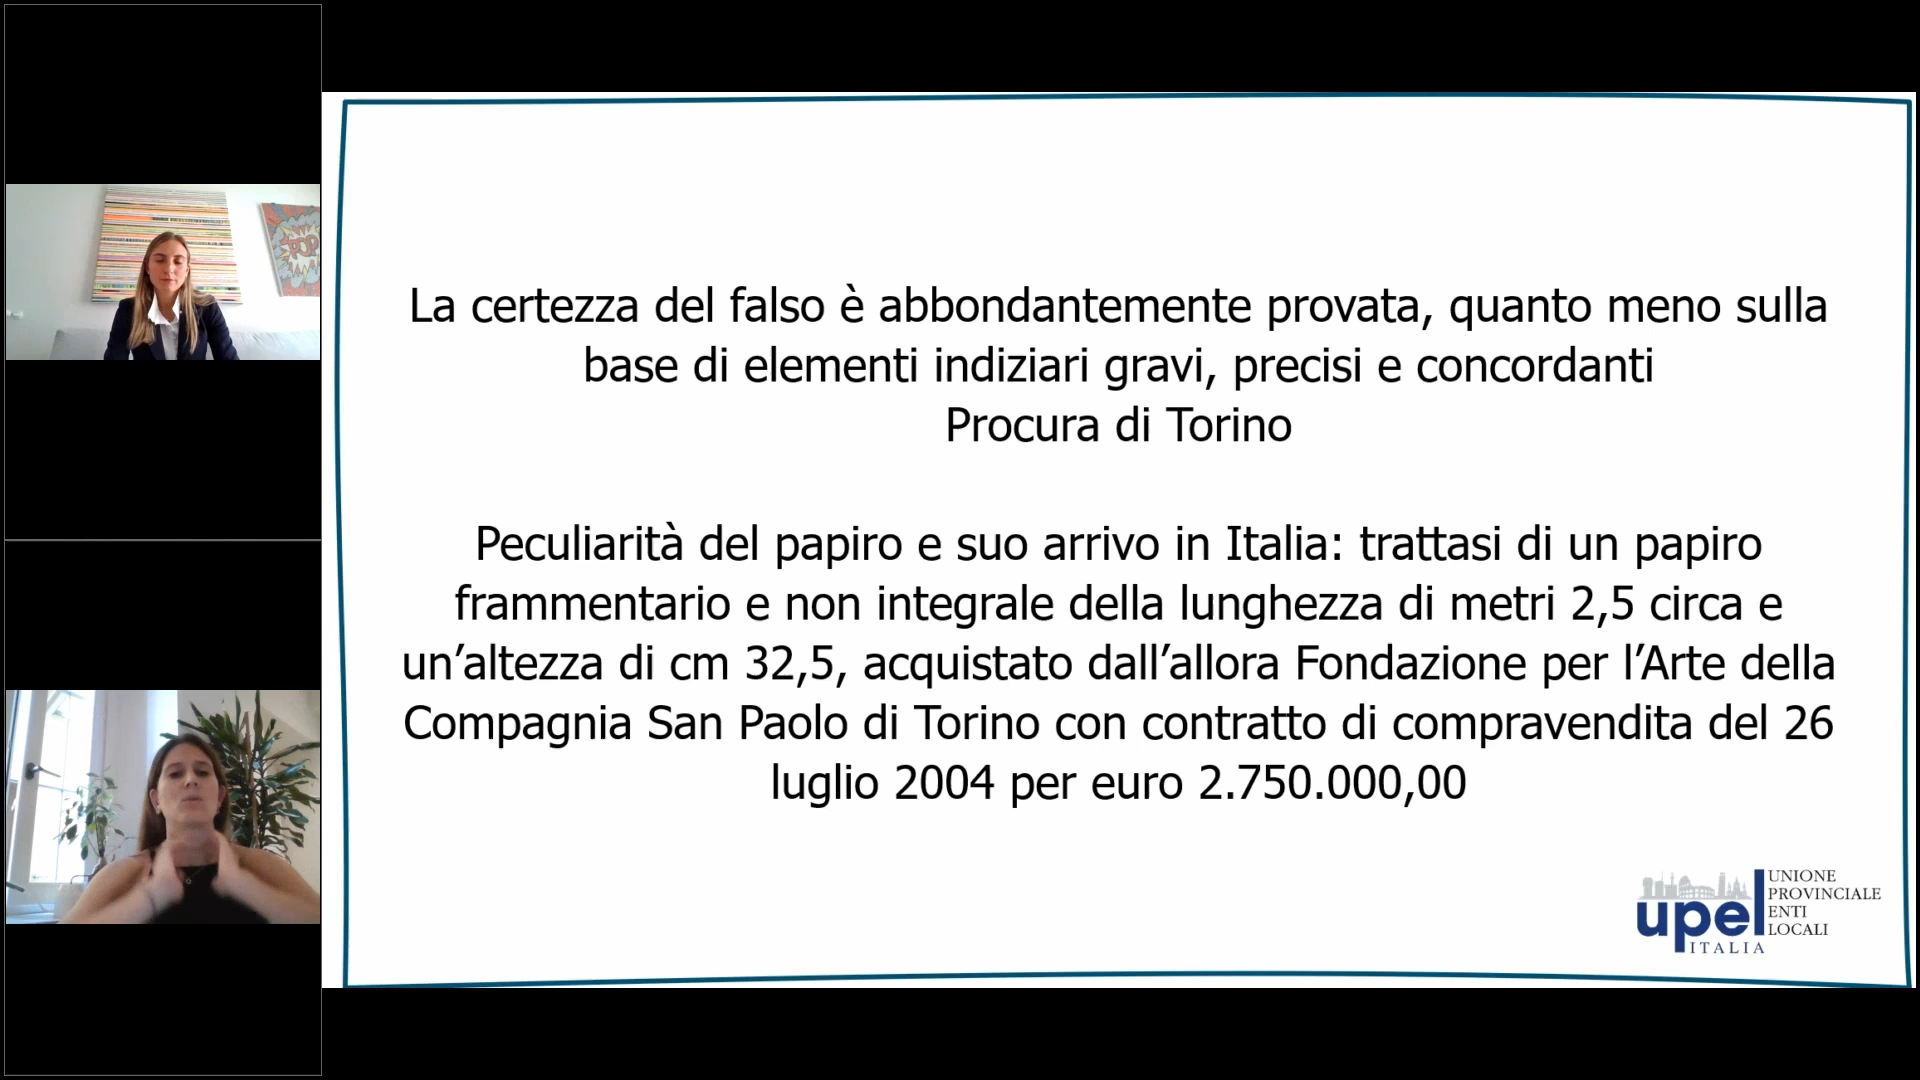 POP
La certezza del falso è abbondantemente provata, quanto meno sulla
base di elementi indiziari gravi, precisi e concordanti
Procura di Torino
Peculiarità del papiro e suo arrivo in Italia: trattasi di un papiro
frammentario e non integrale della lunghezza di metri 2,5 circa e
un’altezza di cm 32,5, acquistato dall’allora Fondazione per l’Arte della
Compagnia San Paolo di Torino con contratto di compravendita del 26
luglio 2004 per euro 2.750.000,00
upel
ITALIA
UNIONE
PROVINCIALE
ENTI
LOCALI